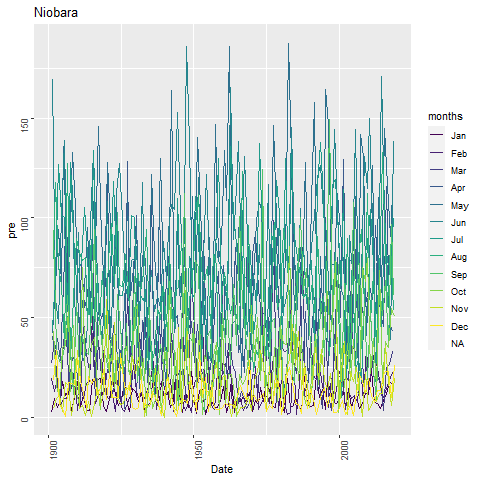 Niobara
pre
150
100
50
0
1900
1950
2000
Date
months
Jan
Feb
Mar
Apr
May
Jun
Jul
Aug
Sep
Oct
Nov
Dec
NA